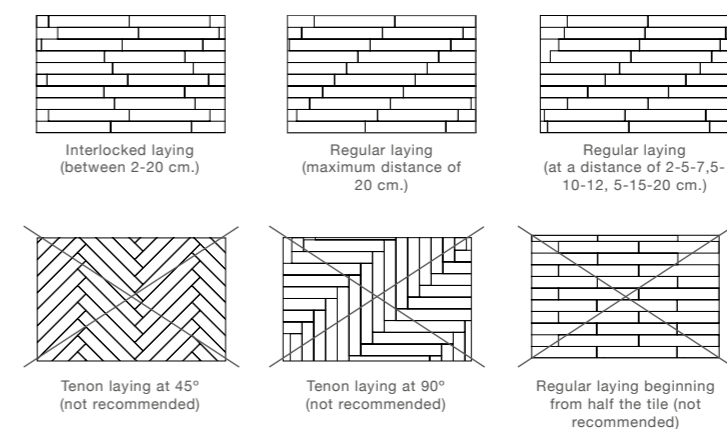 Interlocked laying
(between 2-20 cm.)
Regular laying
(maximum distance of
20 cm.)
Regular laying
(at a distance of 2-5-7,5-
10-12, 5-15-20 cm.)
Tenon laying at 45º
(not recommended)
Tenon laying at 90º
(not recommended)
Regular laying beginning
from half the tile (not
recommended)